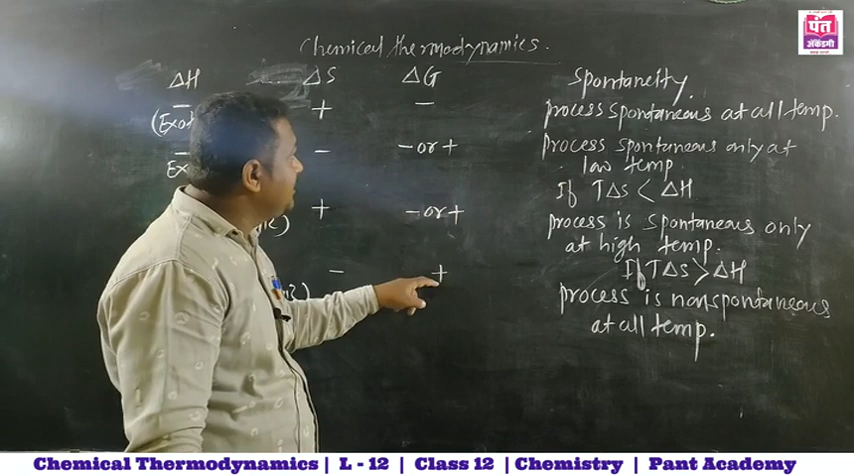 Chemical thermodynamics.
ΔH ΔS ΔG Spontaneity
− + − process spontaneous at all temp.
(Exo
− − − or + process spontaneous only at
Ex low temp
If TΔS < ΔH
+ − or + process is spontaneous only
at high temp.
If TΔS > ΔH
− + process is nonspontaneous
at all temp.
पंत
अॅकॅडमी
Chemical Thermodynamics | L - 12 | Class 12 | Chemistry | Pant Academy